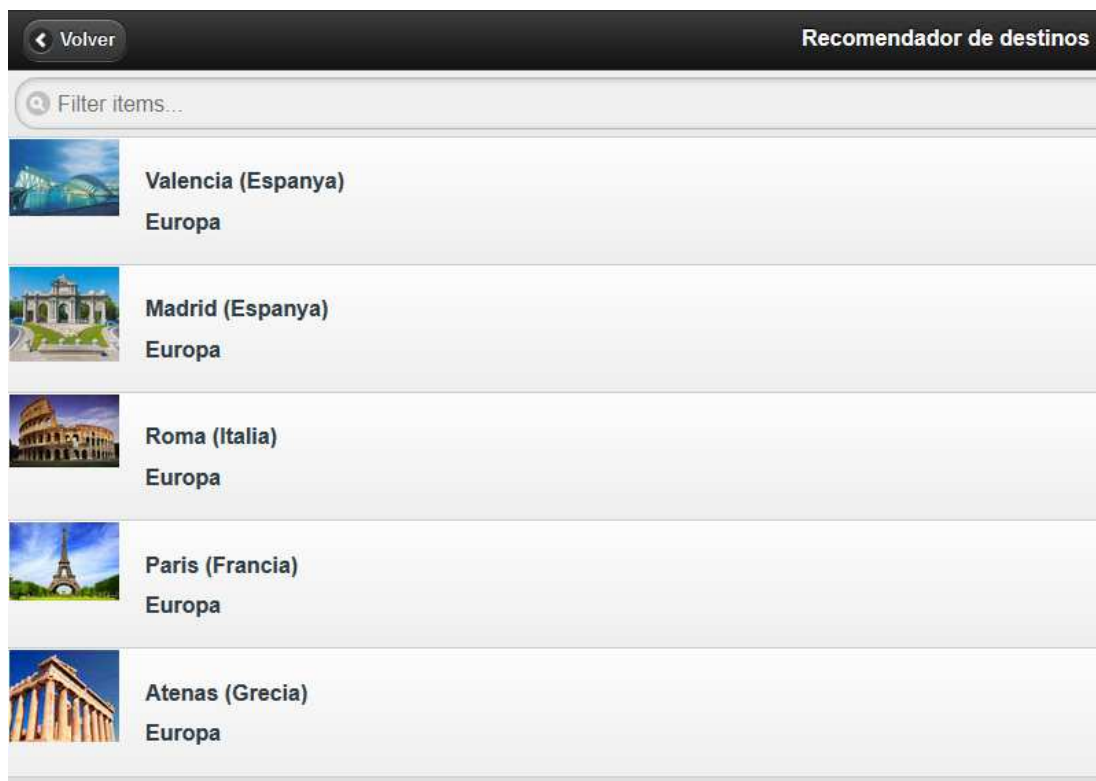 Volver
Recomendador de destinos
Filter items...
Valencia (Espanya)
Europa
Madrid (Espanya)
Europa
Roma (Italia)
Europa
Paris (Francia)
Europa
Atenas (Grecia)
Europa